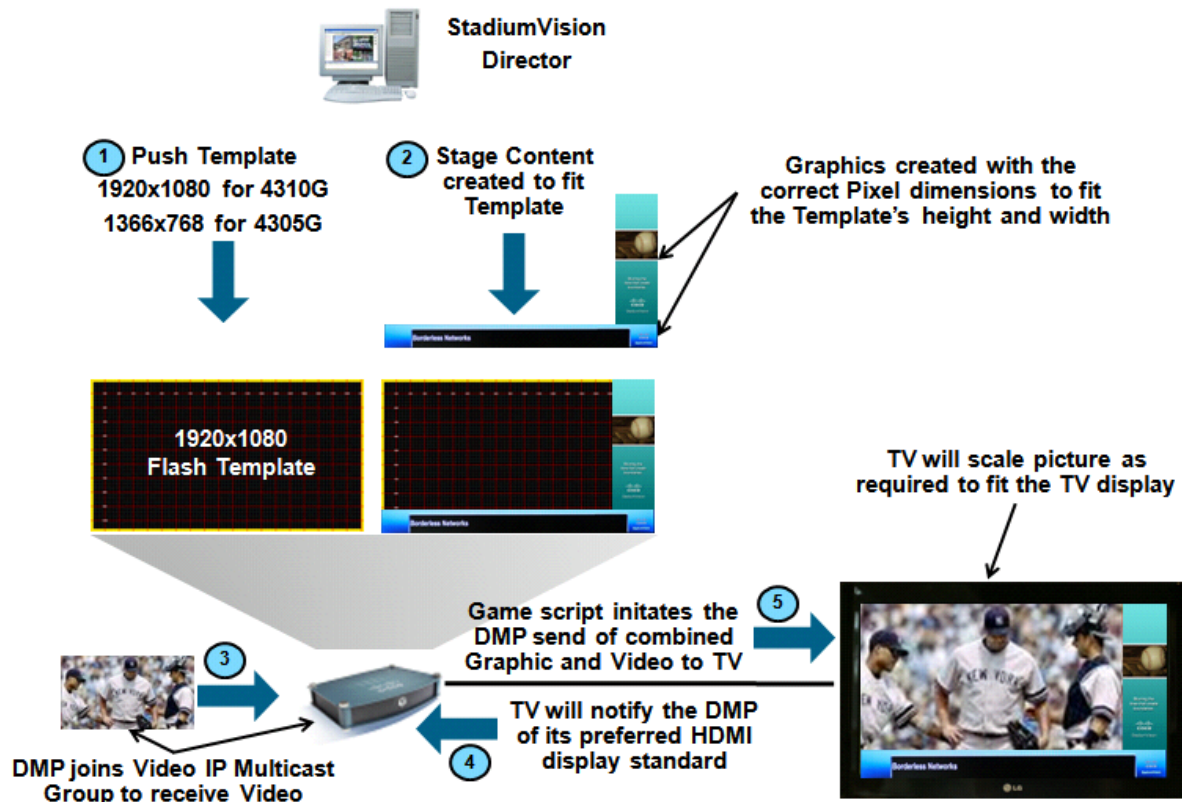 StadiumVision
Director
1
Push Template
1920x1080 for 4310G
1366x768 for 4305G
2
Stage Content
created to fit
Template
Graphics created with the
correct Pixel dimensions to fit
the Template's height and width
Borderless Networks
1920x1080
Flash Template
Borderless Networks
TV will scale picture as
required to fit the TV display
3
Game script initates the
DMP send of combined
Graphic and Video to TV
5
NEW YORK
TV will notify the DMP
of its preferred HDMI
display standard
4
DMP joins Video IP Multicast
Group to receive Video
Borderless Networks
LG